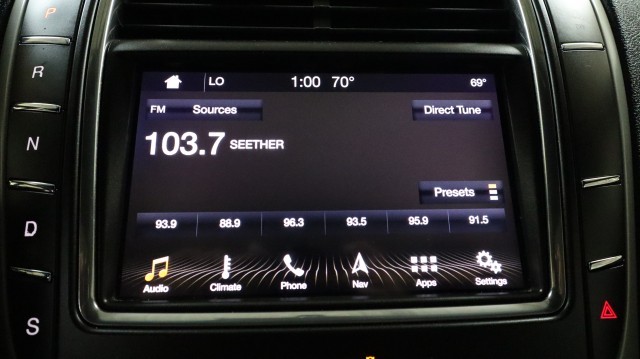 P
R
N
D
S
LO 1:00 70° 69°
FM Sources Direct Tune
103.7 SEETHER
Presets
93.9 88.9 96.3 93.5 95.9 91.5
Audio Climate Phone Nav Apps Settings